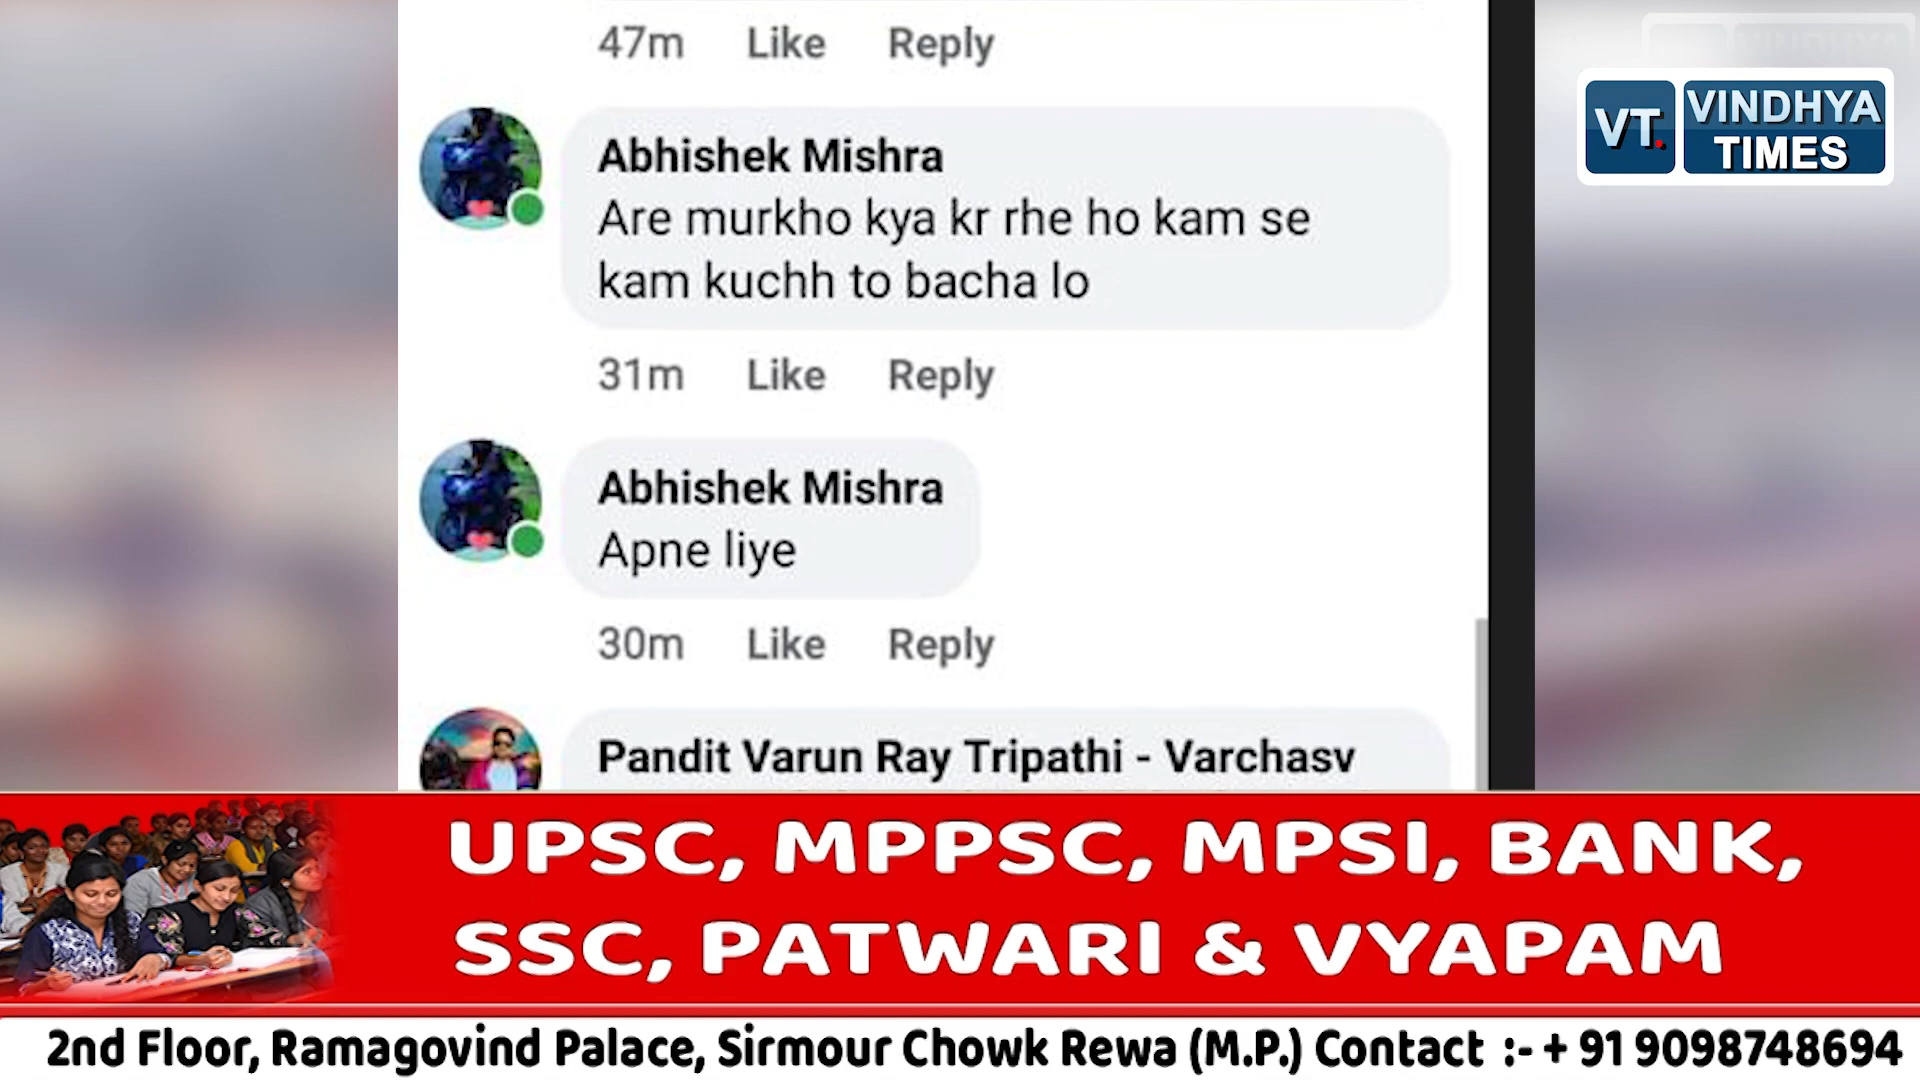 47m Like Reply
VT. VINDHYA
TIMES
Abhishek Mishra
Are murkho kya kr rhe ho kam se
kam kuchh to bacha lo
31m Like Reply
Abhishek Mishra
Apne liye
30m Like Reply
Pandit Varun Ray Tripathi - Varchasv
UPSC, MPPSC, MPSI, BANK,
SSC, PATWARI & VYAPAM
2nd Floor, Ramagovind Palace, Sirmour Chowk Rewa (M.P.) Contact :- + 91 9098748694